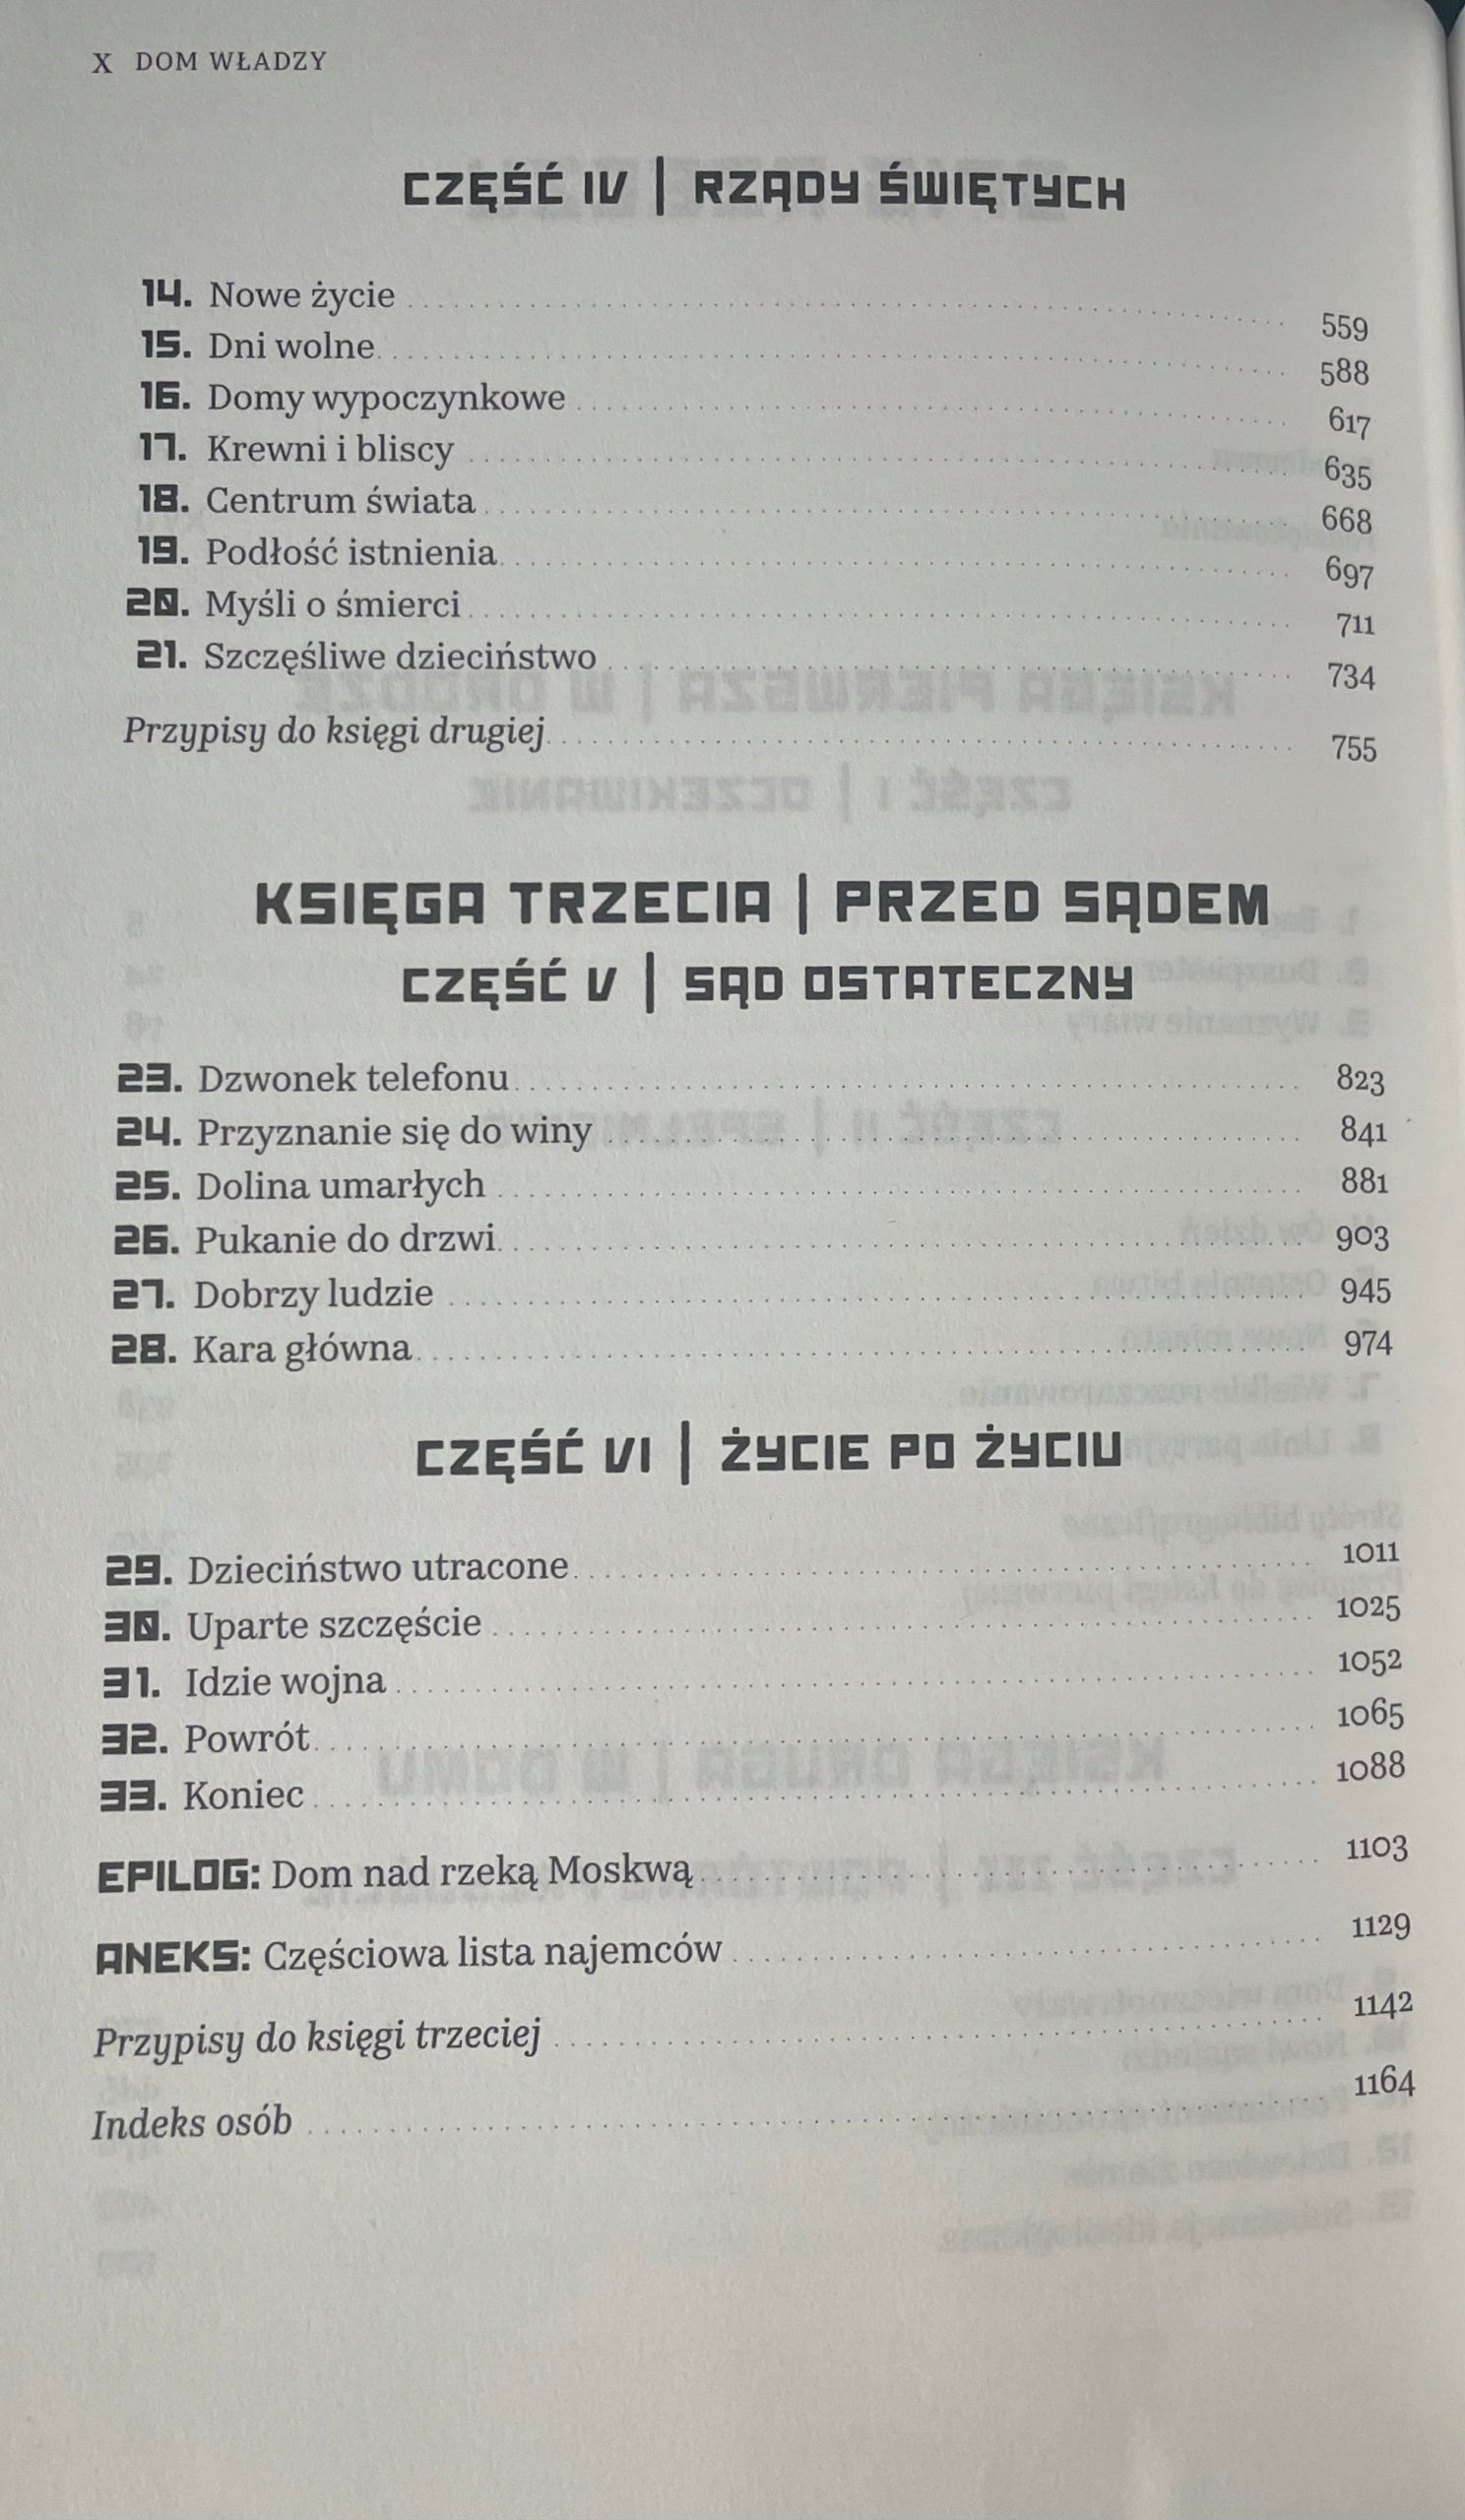 X DOM WŁADZY
CZĘŚĆ IV | RZĄDY ŚWIĘTYCH
14. Nowe życie 559
15. Dni wolne 588
16. Domy wypoczynkowe 617
17. Krewni i bliscy 635
18. Centrum świata 668
19. Podłość istnienia 697
20. Myśli o śmierci 711
21. Szczęśliwe dzieciństwo 734
Przypisy do księgi drugiej 755
KSIĘGA TRZECIA | PRZED SĄDEM
CZĘŚĆ V | SĄD OSTATECZNY
23. Dzwonek telefonu 823
24. Przyznanie się do winy 841
25. Dolina umarłych 881
26. Pukanie do drzwi 903
27. Dobrzy ludzie 945
28. Kara główna 974
CZĘŚĆ VI | ŻYCIE PO ŻYCIU
29. Dzieciństwo utracone 1011
30. Uparte szczęście 1025
31. Idzie wojna 1052
32. Powrót 1065
33. Koniec 1088
EPILOG: Dom nad rzeką Moskwą 1103
ANEKS: Częściowa lista najemców 1129
Przypisy do księgi trzeciej 1142
Indeks osób 1164